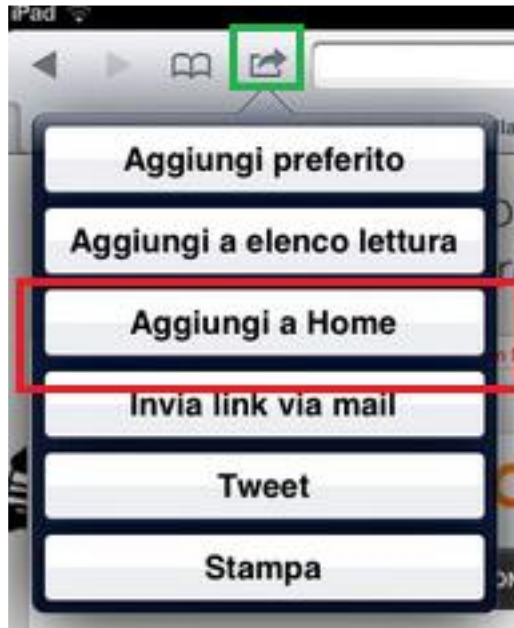 iPad
Aggiungi preferito
Aggiungi a elenco lettura
Aggiungi a Home
Invia link via mail
Tweet
Stampa